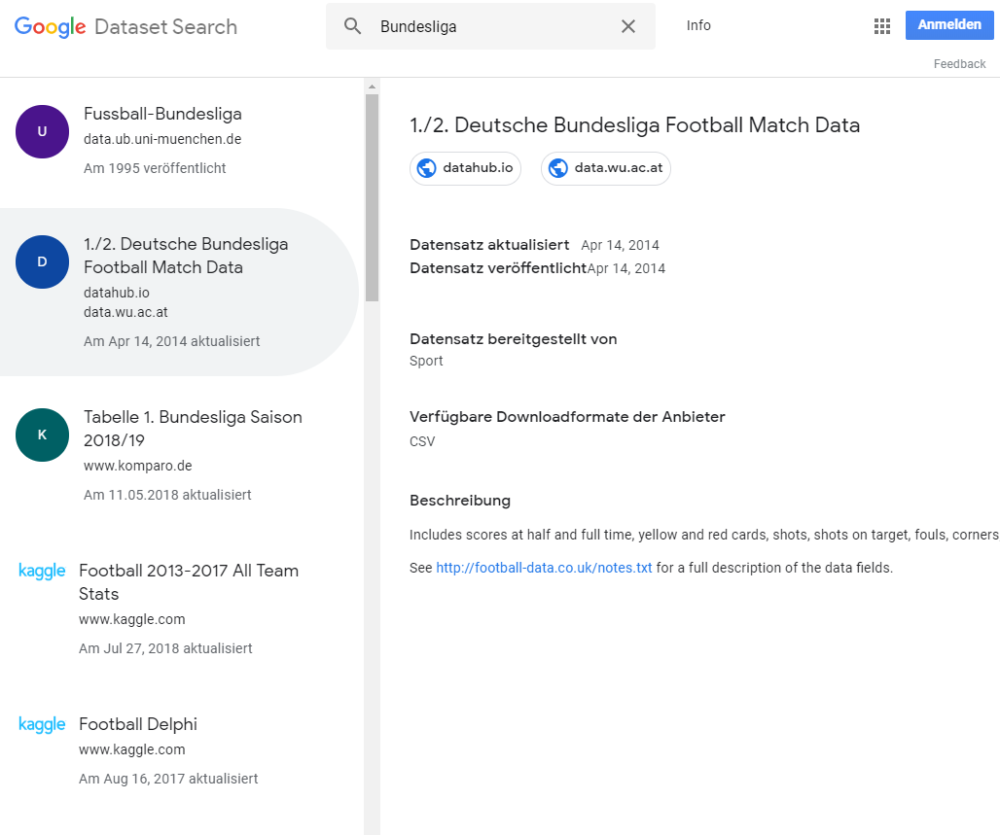 Google Dataset Search
Bundesliga
Info
Anmelden
Feedback
U
Fussball-Bundesliga
data.ub.uni-muenchen.de
Am 1995 veröffentlicht
D
1./2. Deutsche Bundesliga
Football Match Data
datahub.io
data.wu.ac.at
Am Apr 14, 2014 aktualisiert
K
Tabelle 1. Bundesliga Saison
2018/19
www.komparo.de
Am 11.05.2018 aktualisiert
kaggle
Football 2013-2017 All Team
Stats
www.kaggle.com
Am Jul 27, 2018 aktualisiert
kaggle
Football Delphi
www.kaggle.com
Am Aug 16, 2017 aktualisiert
1./2. Deutsche Bundesliga Football Match Data
datahub.io
data.wu.ac.at
Datensatz aktualisiert Apr 14, 2014
Datensatz veröffentlichtApr 14, 2014
Datensatz bereitgestellt von
Sport
Verfügbare Downloadformate der Anbieter
CSV
Beschreibung
Includes scores at half and full time, yellow and red cards, shots, shots on target, fouls, corners
See http://football-data.co.uk/notes.txt for a full description of the data fields.